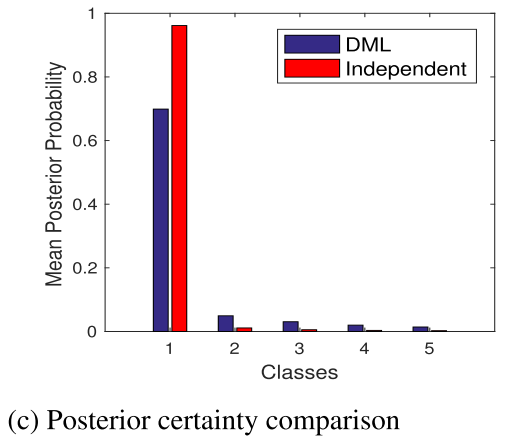 1
0.8
0.6
0.4
0.2
0
Mean Posterior Probability
DML
Independent
1 2 3 4 5
Classes
(c) Posterior certainty comparison